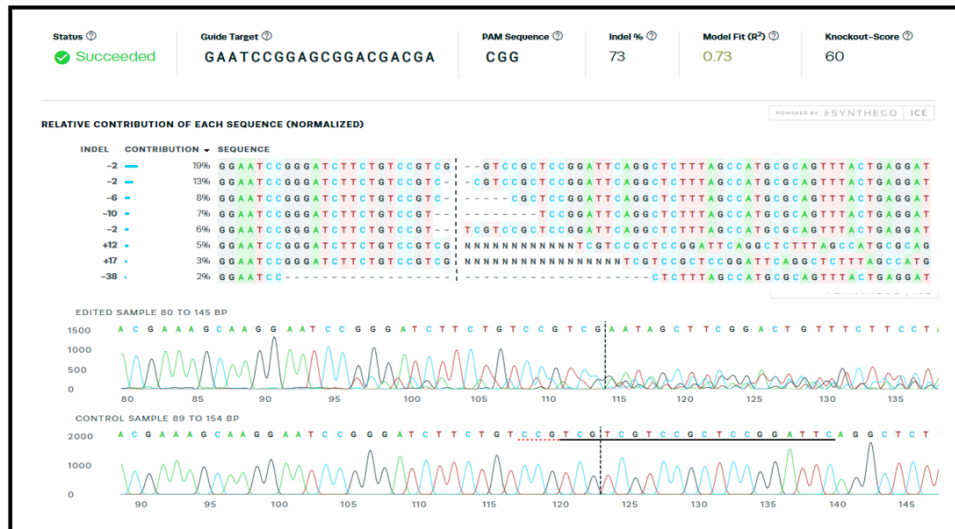 Status ? Guide Target ? PAM Sequence ? Indel % ? Model Fit (R²) ? Knockout-Score ?
Succeeded GAATCCGGAGCGGACGACGA CGG 73 0.73 60
POWERED BY SYNTHEGO ICE
RELATIVE CONTRIBUTION OF EACH SEQUENCE (NORMALIZED)
INDEL CONTRIBUTION SEQUENCE
-2 19% GGAATCCGGGATCTTCTGTCCGTCG --GTCCGCTCCGGATTCAGGCTCTTTAGCCATGCGCAGTTTACTGAGGAT
-2 13% GGAATCCGGGATCTTCTGTCCGTC- -CGTCCGCTCCGGATTCAGGCTCTTTAGCCATGCGCAGTTTACTGAGGAT
-6 8% GGAATCCGGGATCTTCTGTCCGTC- -----CGCTCCGGATTCAGGCTCTTTAGCCATGCGCAGTTTACTGAGGAT
-10 7% GGAATCCGGGATCTTCTGTCCGT-- --------TCCGGATTCAGGCTCTTTAGCCATGCGCAGTTTACTGAGGAT
-2 6% GGAATCCGGGATCTTCTGTCCGT-- TCGTCCGCTCCGGATTCAGGCTCTTTAGCCATGCGCAGTTTACTGAGGAT
+12 5% GGAATCCGGGATCTTCTGTCCGTCG NNNNNNNNNNNNTCGTCCGCTCCGGATTCAGGCTCTTTAGCCATGCGCAG
+17 3% GGAATCCGGGATCTTCTGTCCGTCG NNNNNNNNNNNNNNNNNTCGTCCGCTCCGGATTCAGGCTCTTTAGCCATG
-38 2% GGAATCC------------------ --------------------CTCTTTAGCCATGCGCAGTTTACTGAGGAT
EDITED SAMPLE 80 TO 145 BP
1500 ACGAAAGCAAGGAATCCGGGATCTTCTGTCCGTCGAATAGCTTCGGACTGTTTCTTCCTA
1000
500
0
80 85 90 95 100 105 110 115 120 125 130 135
CONTROL SAMPLE 89 TO 154 BP
2000 ACGAAAGCAAGGAATCCGGGATCTTCTGTCCGTCGTCGTCCGCTCCGGATTCAGGCTCT
1000
0
90 95 100 105 110 115 120 125 130 135 140 145